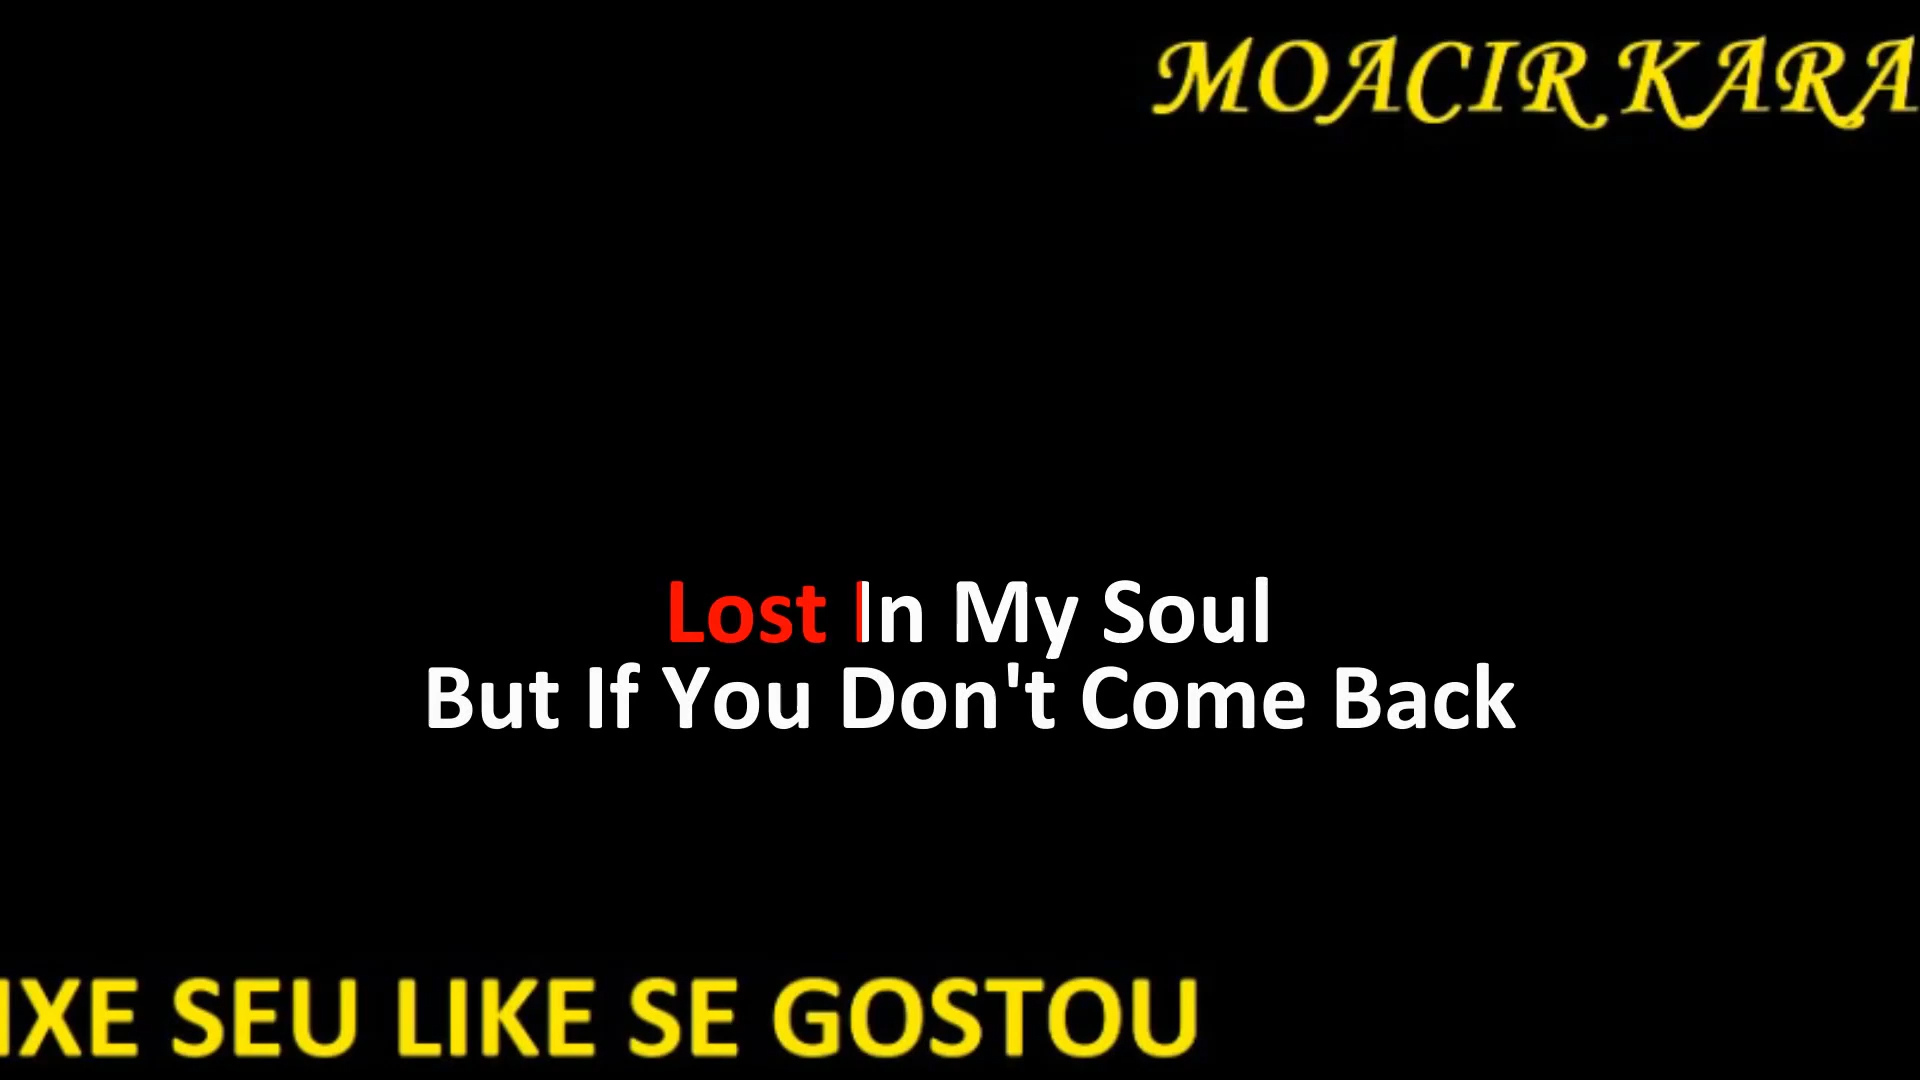 MOACIR KARA
Lost In My Soul
But If You Don't Come Back
IXE SEU LIKE SE GOSTOU